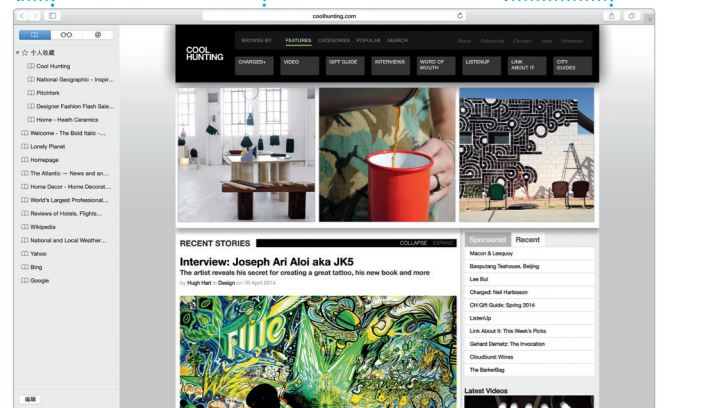 coolhunting.com
@
个人收藏
Cool Hunting
National Geographic - Inspir...
Pitchfork
Designer Fashion Flash Sale...
Home - Heath Ceramics
Welcome - The Bold Italic -...
Lonely Planet
Homepage
The Atlantic — News and an...
Home Decor - Home Decorat...
World's Largest Professional...
Reviews of Hotels, Flights...
Wikipedia
National and Local Weather...
Yahoo
Bing
Google
编辑
COOL
HUNTING
BROWSE BY FEATURES CATEGORIES POPULAR SEARCH
About Subscribe Contact Jobs Advertise
CHARGED+ VIDEO GIFT GUIDE INTERVIEWS WORD OF MOUTH LISTENUP LINK ABOUT IT CITY GUIDES
RECENT STORIES COLLAPSE EXPAND
Interview: Joseph Ari Aloi aka JK5
The artist reveals his secret for creating a great tattoo, his new book and more
by Hugh Hart in Design on 16 April 2014
Flite
Sponsored Recent
Macon & Lesquoy
Basputang Teahouse, Beijing
Lee Bul
Charged: Neil Harbisson
CH Gift Guide: Spring 2014
ListenUp
Link About It: This Week's Picks
Gehard Demetz: The Invocation
Cloudburst Wines
The BarkerBag
Latest Videos